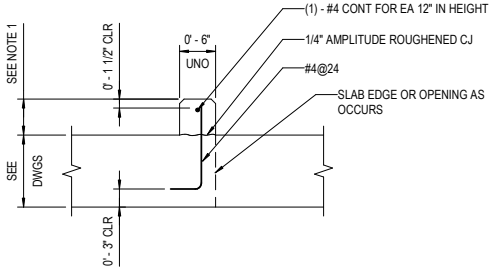 (1) - #4 CONT FOR EA 12" IN HEIGHT
1/4" AMPLITUDE ROUGHENED CJ
#4@24
SLAB EDGE OR OPENING AS
OCCURS
0' - 6"
UNO
SEE NOTE 1
0' - 1 1/2" CLR
SEE
DWGS
0' - 3" CLR